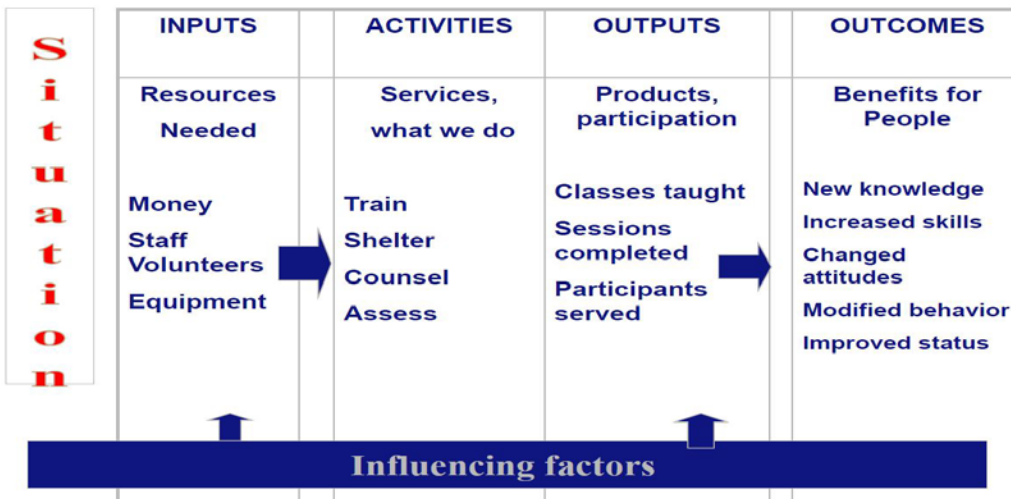 Situation
INPUTS
Resources
Needed
Money
Staff
Volunteers
Equipment
ACTIVITIES
Services,
what we do
Train
Shelter
Counsel
Assess
OUTPUTS
Products,
participation
Classes taught
Sessions
completed
Participants
served
OUTCOMES
Benefits for
People
New knowledge
Increased skills
Changed
attitudes
Modified behavior
Improved status
Influencing factors